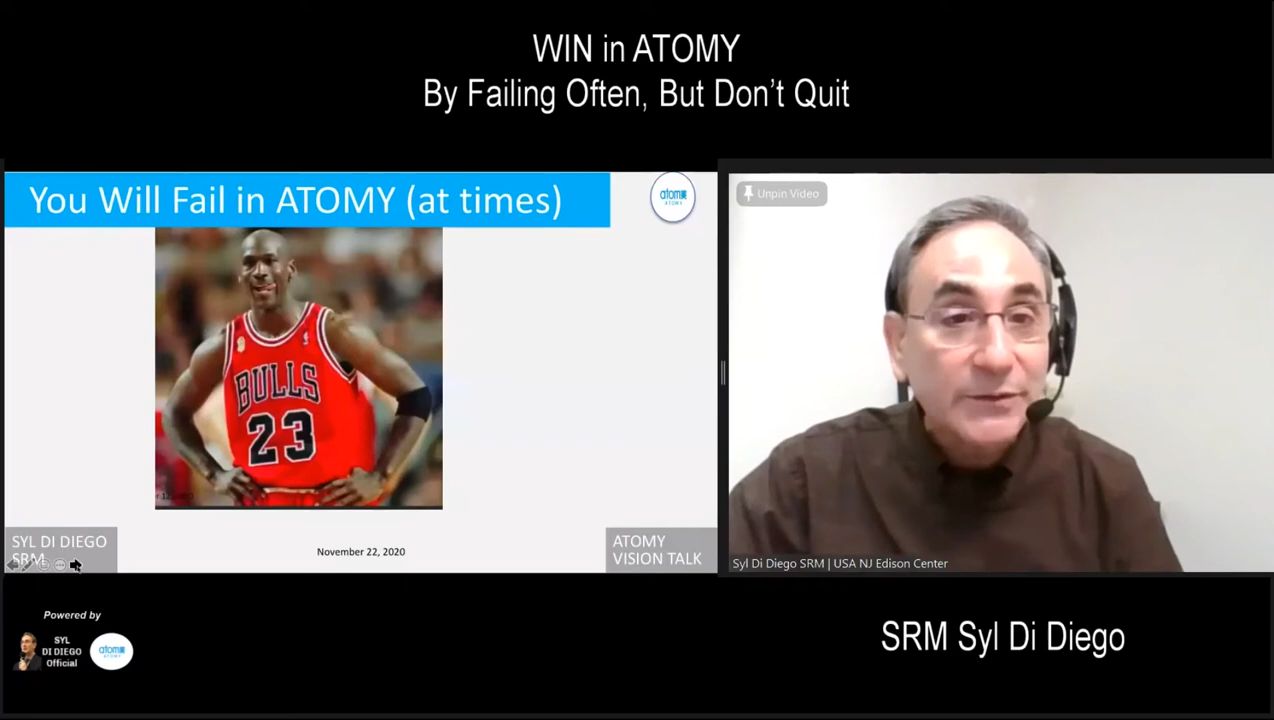 WIN in ATOMY
By Failing Often, But Don't Quit
You Will Fail in ATOMY (at times)
atom
ATOMY
Unpin Video
BULLS
23
SYL DI DIEGO
SRM
November 22, 2020
ATOMY
VISION TALK
Syl Di Diego SRM | USA NJ Edison Center
Powered by
SYL
DI DIEGO
Official
atom
ATOMY
SRM Syl Di Diego